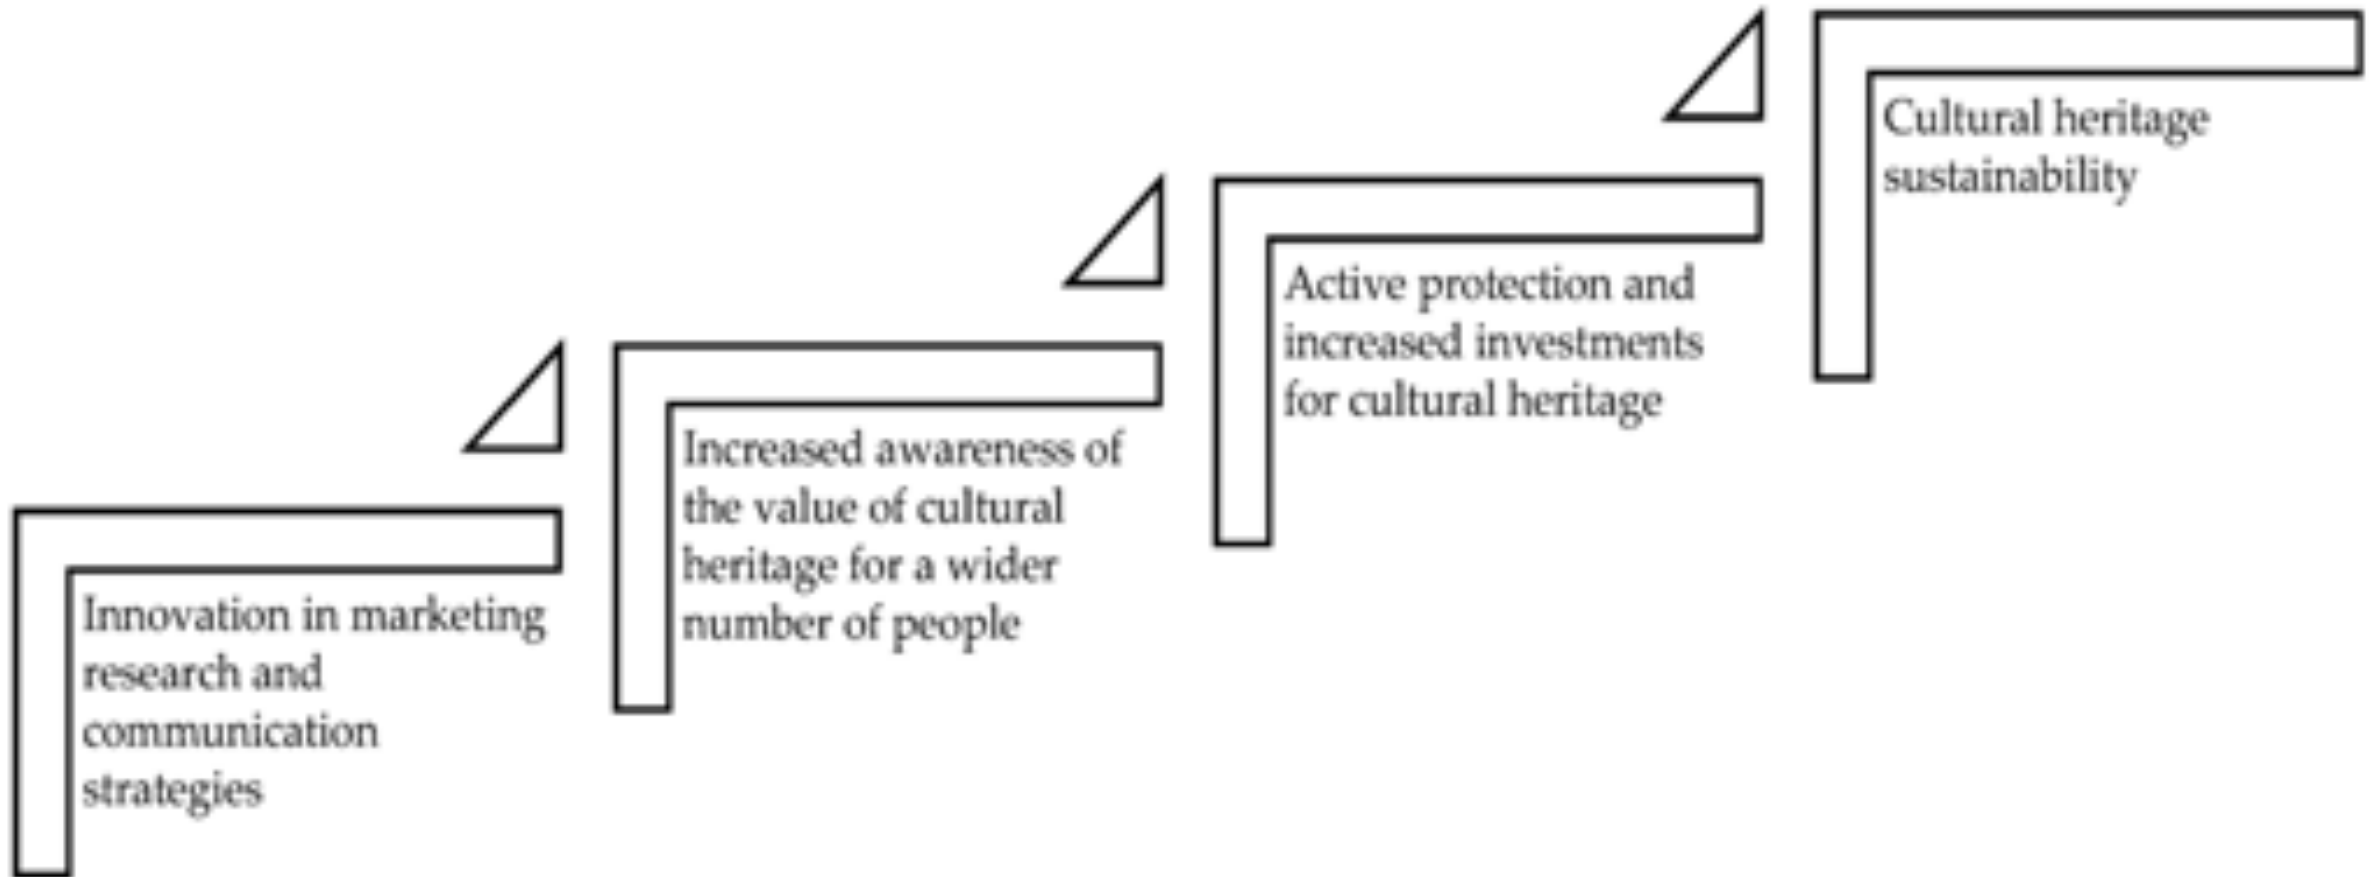 Innovation in marketing
research and
communication
strategies
Increased awareness of
the value of cultural
heritage for a wider
number of people
Active protection and
increased investments
for cultural heritage
Cultural heritage
sustainability